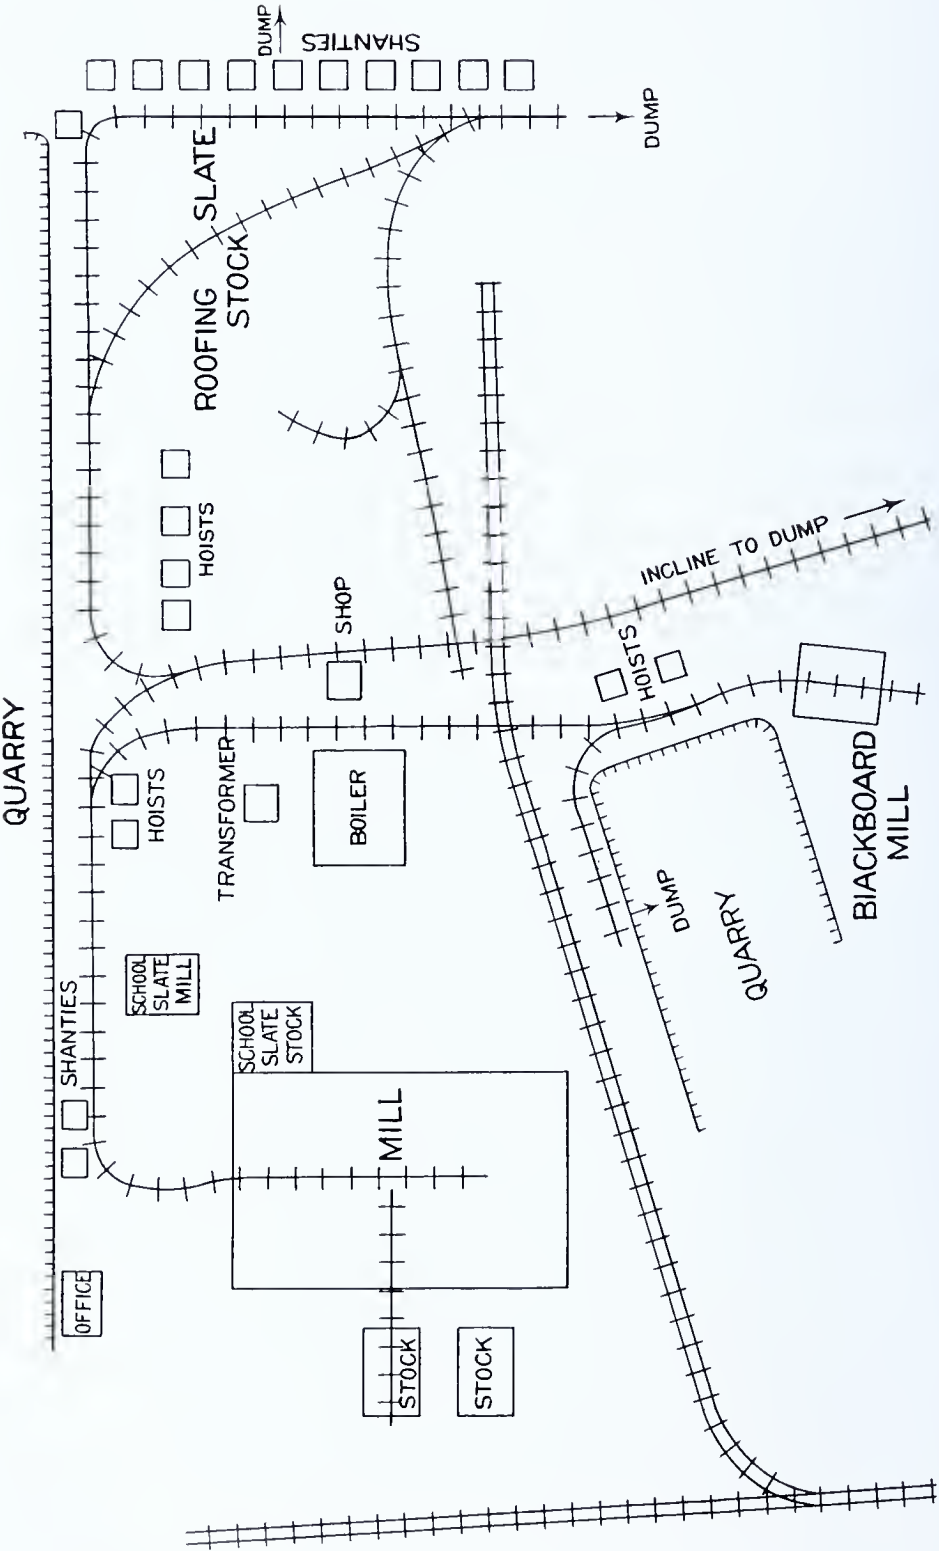 QUARRY
OFFICE
SHANTIES
SCHOOL
SLATE
MILL
HOISTS
HOISTS
ROOFING SLATE
STOCK
DUMP
SHANTIES
SCHOOL
SLATE
STOCK
TRANSFORMER
BOILER
SHOP
MILL
STOCK
STOCK
DUMP
HOISTS
INCLINE TO DUMP
DUMP
QUARRY
BIACKBOARD
MILL